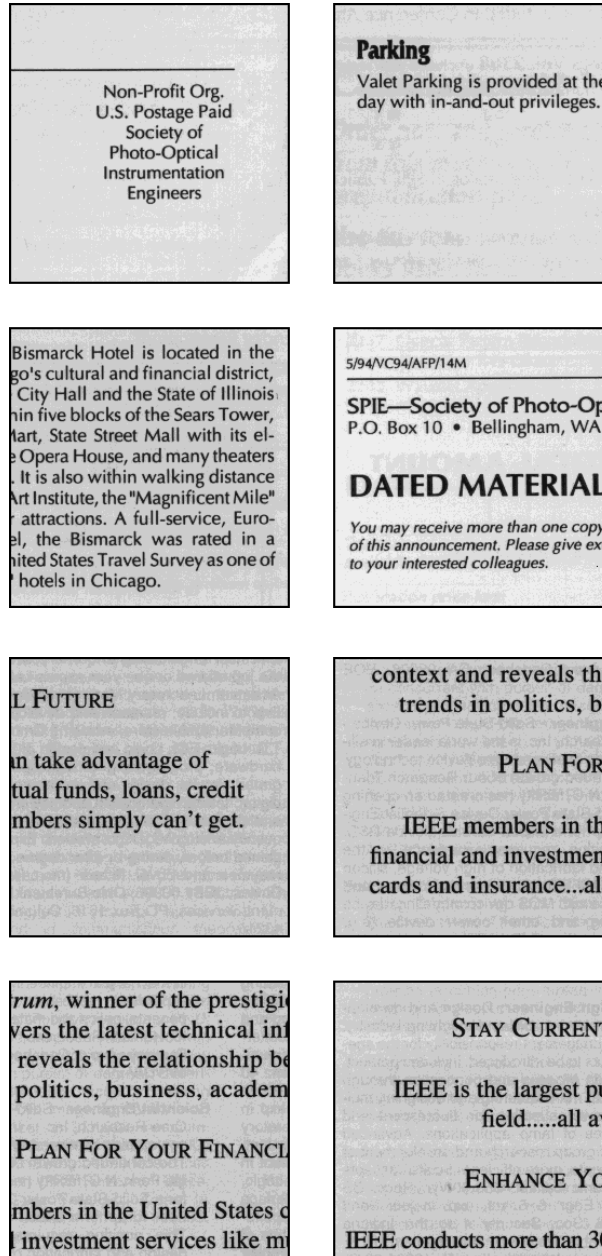 Non-Profit Org.
U.S. Postage Paid
Society of
Photo-Optical
Instrumentation
Engineers
Parking
Valet Parking is provided at the
day with in-and-out privileges.
Bismarck Hotel is located in the
go's cultural and financial district,
City Hall and the State of Illinois
hin five blocks of the Sears Tower,
Mart, State Street Mall with its el-
e Opera House, and many theaters
. It is also within walking distance
Art Institute, the "Magnificent Mile"
r attractions. A full-service, Euro-
el, the Bismarck was rated in a
nited States Travel Survey as one of
" hotels in Chicago.
5/94/VC94/AFP/14M
SPIE—Society of Photo-Op
P.O. Box 10 • Bellingham, WA
DATED MATERIAL
You may receive more than one copy
of this announcement. Please give ex
to your interested colleagues.
L FUTURE
an take advantage of
tual funds, loans, credit
mbers simply can't get.
context and reveals th
trends in politics, b
PLAN FOR
IEEE members in th
financial and investmen
cards and insurance...al
rum, winner of the prestigi
vers the latest technical inf
reveals the relationship be
politics, business, academ
PLAN FOR YOUR FINANCI
mbers in the United States c
l investment services like mu
STAY CURRENT
IEEE is the largest pu
field.....all a
ENHANCE YO
IEEE conducts more than 30